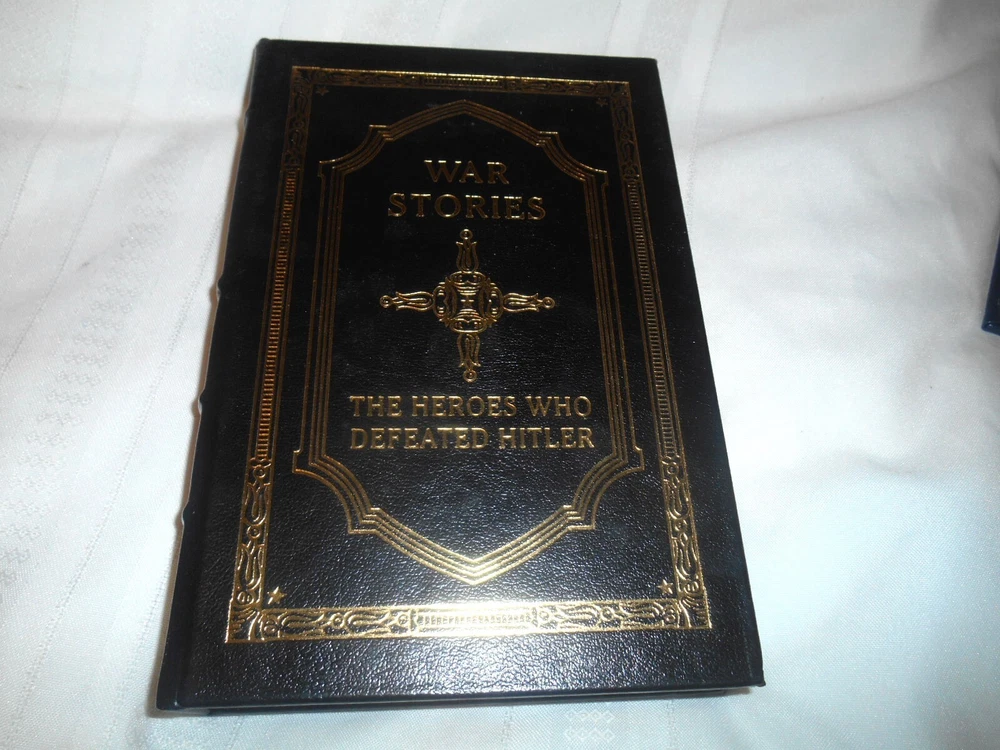 WAR
STORIES
THE HEROES WHO
DEFEATED HITLER